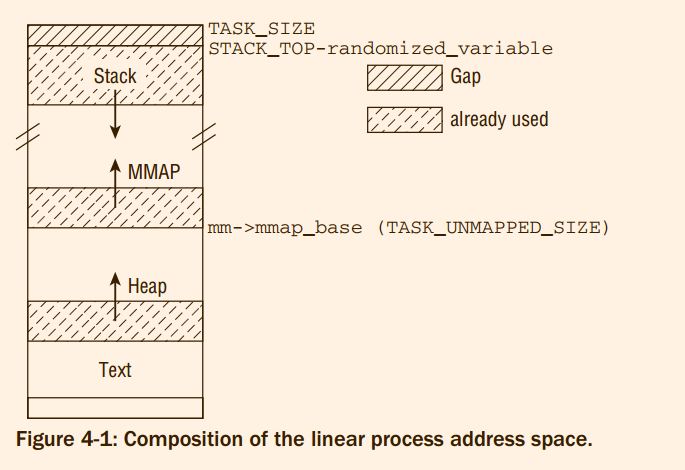 TASK_SIZE
STACK_TOP-randomized_variable
Stack
Gap
already used
MMAP
mm->mmap_base (TASK_UNMAPPED_SIZE)
Heap
Text
Figure 4-1: Composition of the linear process address space.